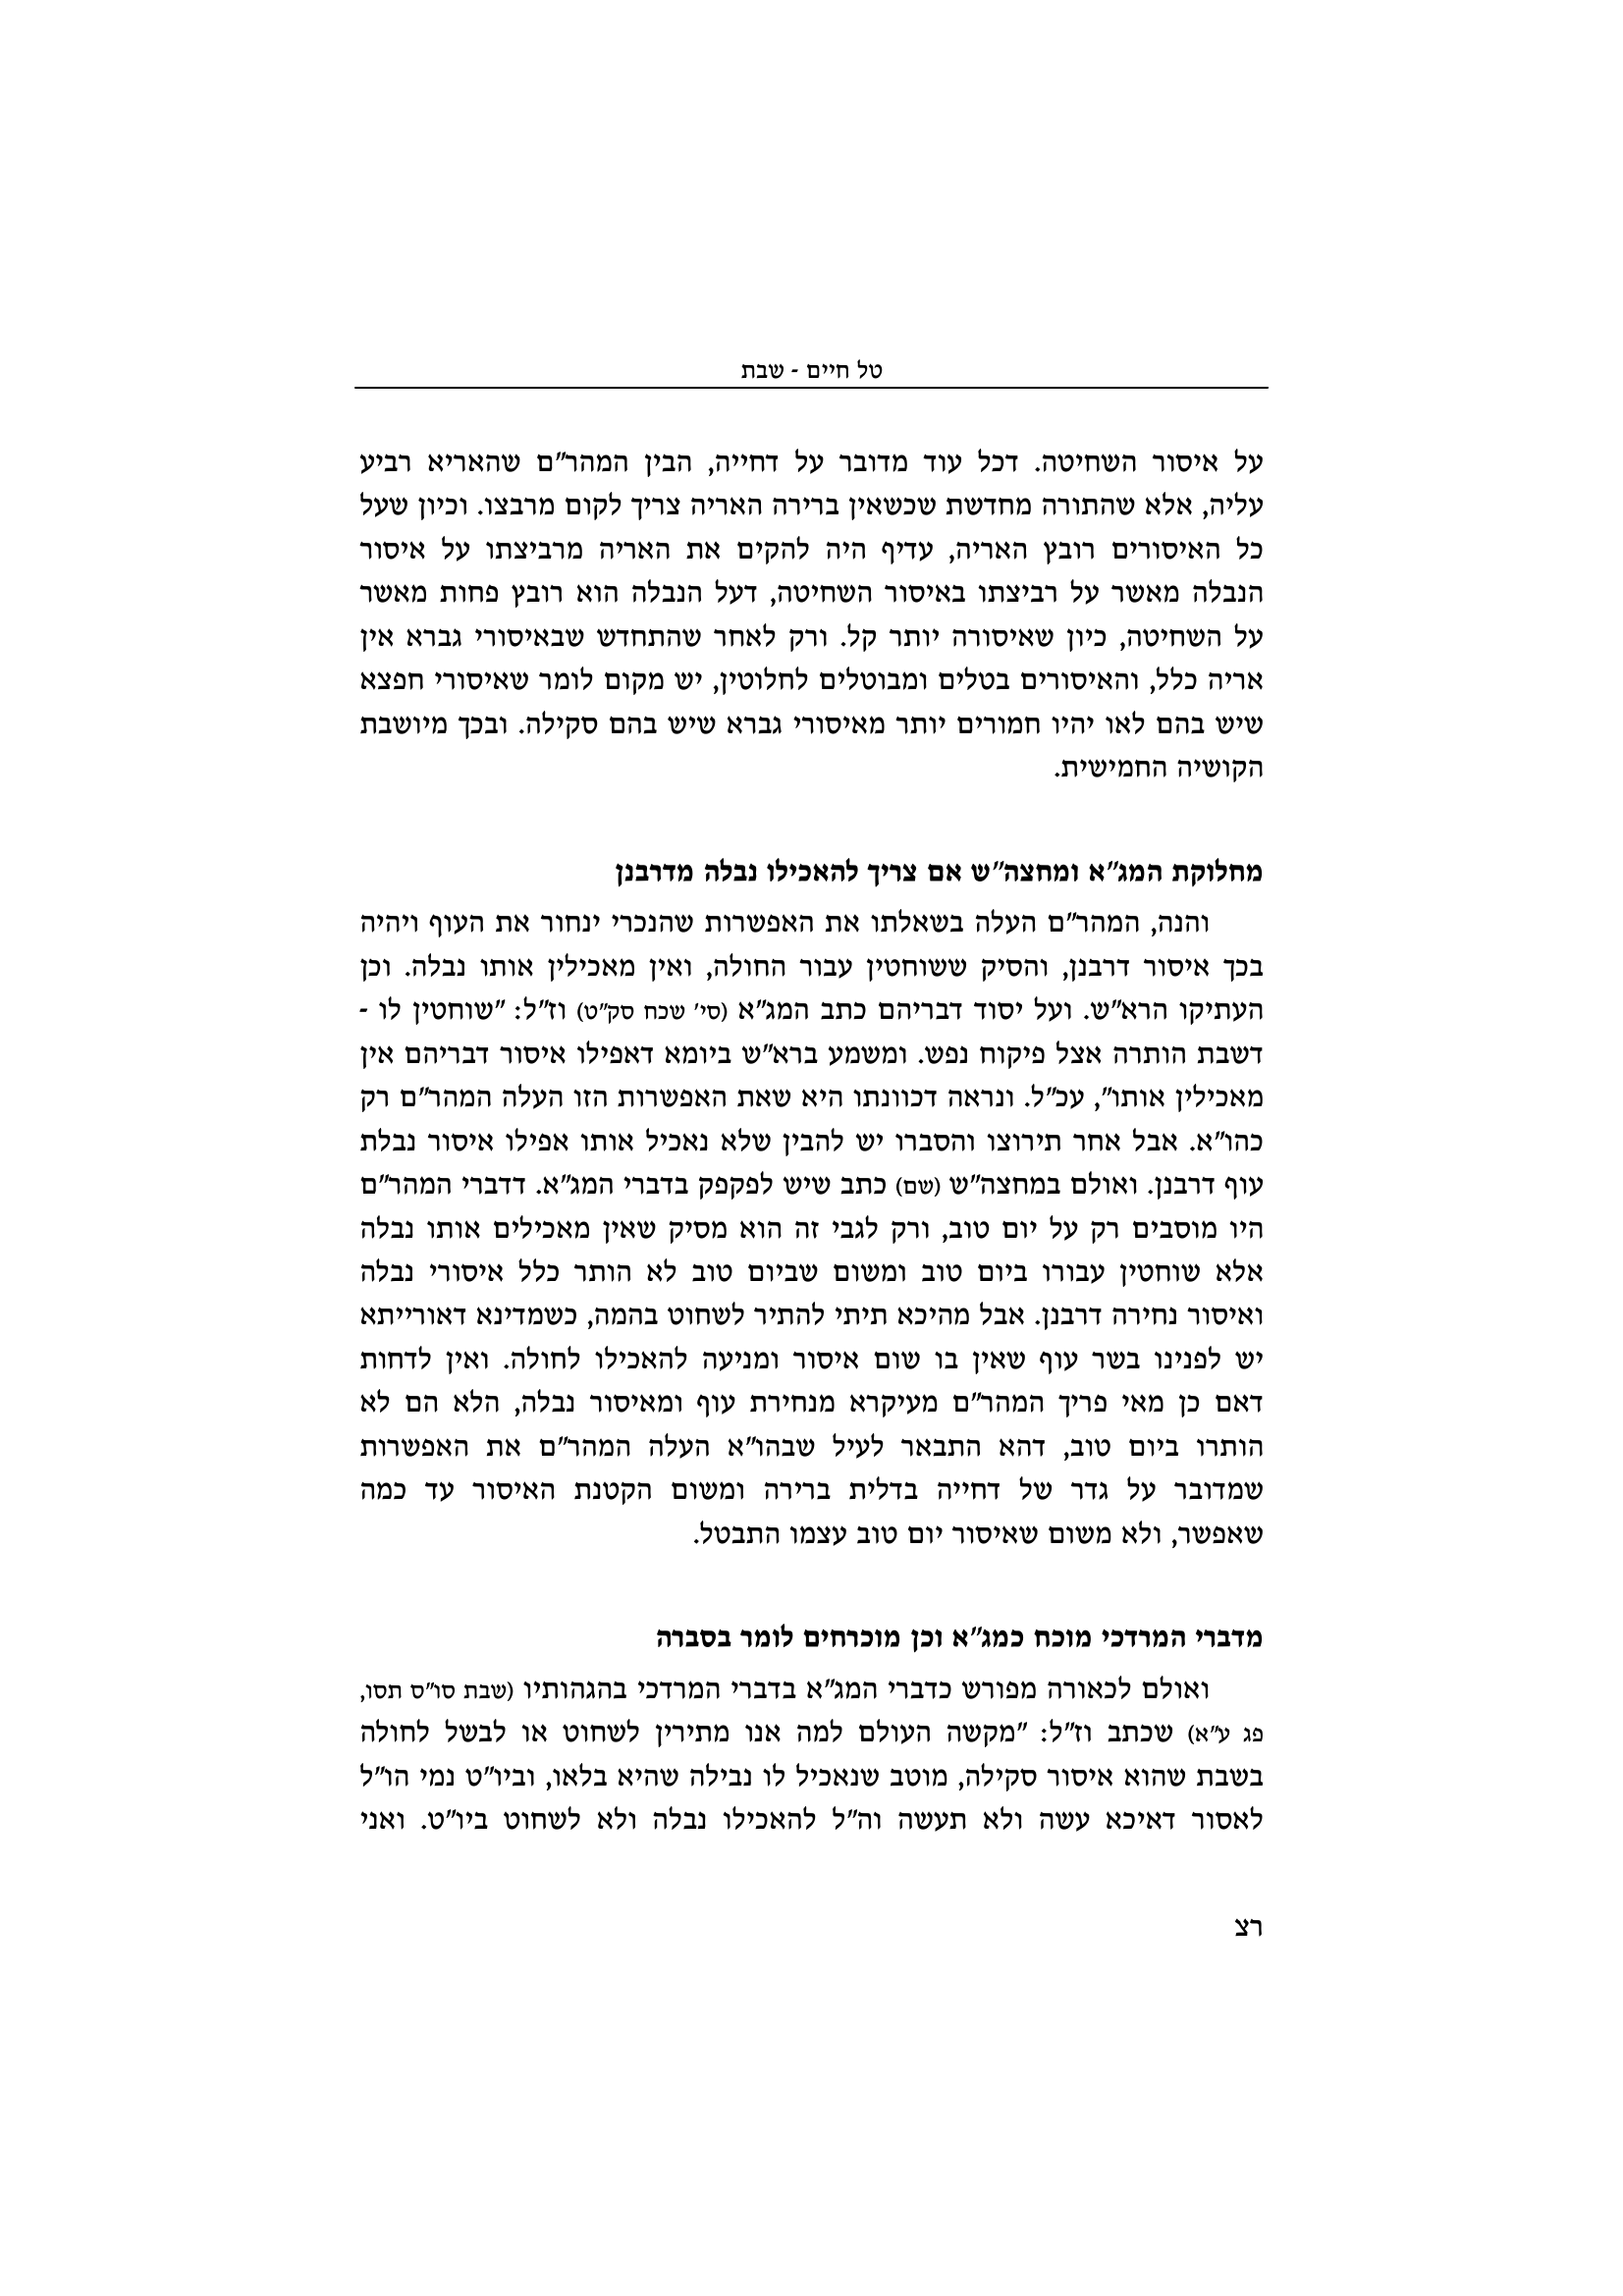 טל חיים - שבת
על איסור השחיטה. דכל עוד מדובר על דחייה, הבין המהר״ם שהאריא רביע
עליה, אלא שהתורה מחדשת שכשאין ברירה האריה צריך לקום מרבצו. וכיון שעל
כל האיסורים רובץ האריה, עדיף היה להקים את האריה מרביצתו על איסור
הנבלה מאשר על רביצתו באיסור השחיטה, דעל הנבלה הוא רובץ פחות מאשר
על השחיטה, כיון שאיסורה יותר קל. ורק לאחר שהתחדש שבאיסורי גברא אין
אריה כלל, והאיסורים בטלים ומבוטלים לחלוטין, יש מקום לומר שאיסורי חפצא
שיש בהם לאו יהיו חמורים יותר מאיסורי גברא שיש בהם סקילה. ובכך מיושבת
הקושיה החמישית.
מחלוקת המג״א ומחצה״ש אם צריך להאכילו נבלה מדרבנן
והנה, המהר״ם העלה בשאלתו את האפשרות שהנכרי ינחור את העוף ויהיה
בכך איסור דרבנן, והסיק ששוחטין עבור החולה, ואין מאכילין אותו נבלה. וכן
העתיקו הרא״ש. ועל יסוד דבריהם כתב המג״א (סי׳ שכח סק״ט) וז״ל: ״שוחטין לו -
דשבת הותרה אצל פיקוח נפש. ומשמע ברא״ש ביומא דאפילו איסור דבריהם אין
מאכילין אותו״, עכ״ל. ונראה דכוונתו היא שאת האפשרות הזו העלה המהר״ם רק
כהו״א. אבל אחר תירוצו והסברו יש להבין שלא נאכיל אותו אפילו איסור נבלת
עוף דרבנן. ואולם במחצה״ש (שם) כתב שיש לפקפק בדברי המג״א. דדברי המהר״ם
היו מוסבים רק על יום טוב, ורק לגבי זה הוא מסיק שאין מאכילים אותו נבלה
אלא שוחטין עבורו ביום טוב ומשום שביום טוב לא הותר כלל איסורי נבלה
ואיסור נחירה דרבנן. אבל מהיכא תיתי להתיר לשחוט בהמה, כשמדינא דאורייתא
יש לפנינו בשר עוף שאין בו שום איסור ומניעה להאכילו לחולה. ואין לדחות
דאם כן מאי פריך המהר״ם מעיקרא מנחירת עוף ומאיסור נבלה, הלא הם לא
הותרו ביום טוב, דהא התבאר לעיל שבהו״א העלה המהר״ם את האפשרות
שמדובר על גדר של דחייה בדלית ברירה ומשום הקטנת האיסור עד כמה
שאפשר, ולא משום שאיסור יום טוב עצמו התבטל.
מדברי המרדכי מוכח כמג״א וכן מוכרחים לומר בסברה
ואולם לכאורה מפורש כדברי המג״א בדברי המרדכי בהגהותיו (שבת סו״ס תסו,
פג ע״א) שכתב וז״ל: ״מקשה העולם למה אנו מתירין לשחוט או לבשל לחולה
בשבת שהוא איסור סקילה, מוטב שנאכיל לו נבילה שהיא בלאו, וביו״ט נמי הו״ל
לאסור דאיכא עשה ולא תעשה וה״ל להאכילו נבלה ולא לשחוט ביו״ט. ואני
רצ